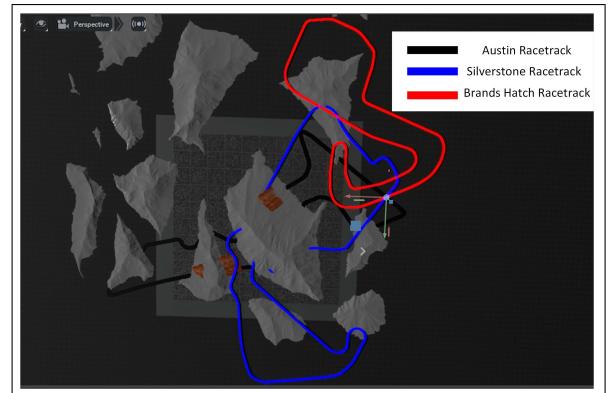 Perspective
Austin Racetrack
Silverstone Racetrack
Brands Hatch Racetrack